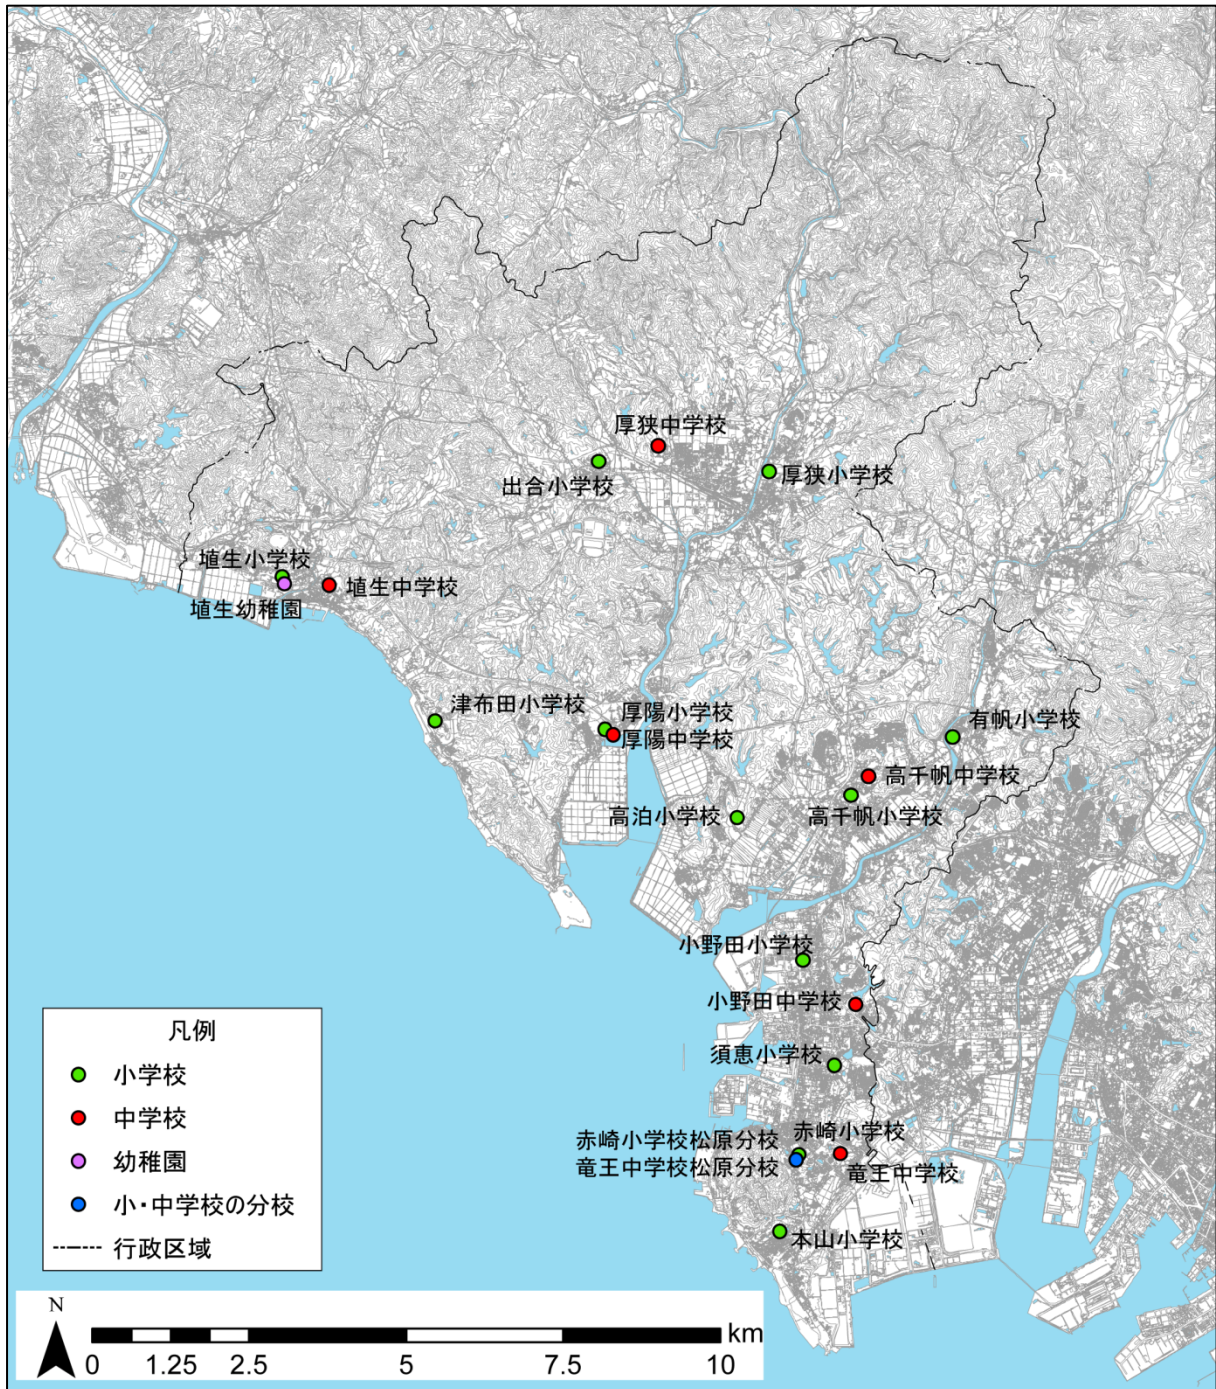 厚狭中学校
出合小学校
厚狭小学校
埴生小学校
埴生中学校
埴生幼稚園
津布田小学校
厚陽小学校
厚陽中学校
有帆小学校
高千帆中学校
高泊小学校
高千帆小学校
小野田小学校
小野田中学校
須恵小学校
赤崎小学校松原分校
赤崎小学校
竜王中学校松原分校
竜王中学校
本山小学校
凡例
小学校
中学校
幼稚園
小・中学校の分校
行政区域
N
km
0 1.25 2.5 5 7.5 10